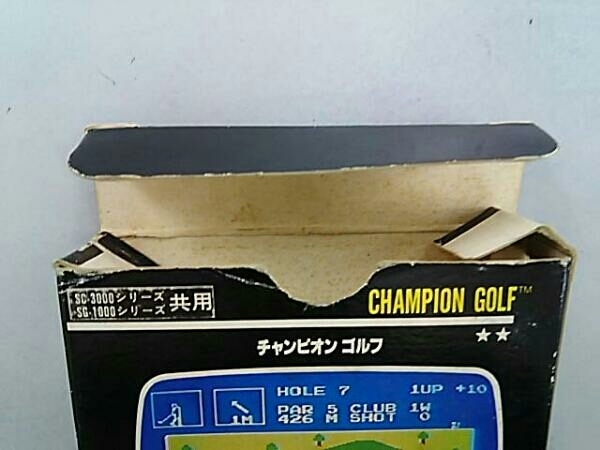 SC-3000シリーズ
SG-1000シリーズ 共用
CHAMPION GOLF™
★★
チャンピオン ゴルフ
HOLE 7 1UP +10
PAR 5 CLUB 1W
1M 426 M SHOT 0